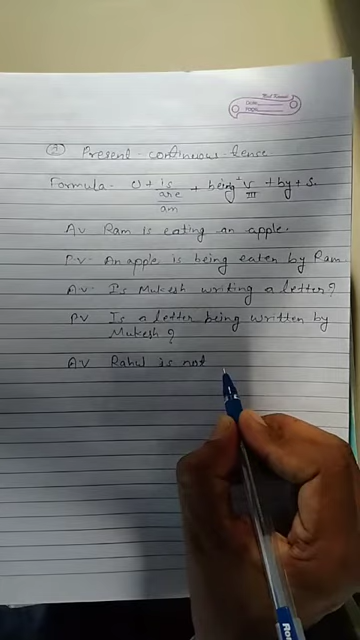 ② Present continuous tense
Formula - O + is/are/am + being + V III + by + S.
AV Ram is eating an apple.
PV - An apple is being eaten by Ram
AV - Is Mukesh writing a letter?
PV Is a letter being written by
Mukesh?
AV Rahul is not